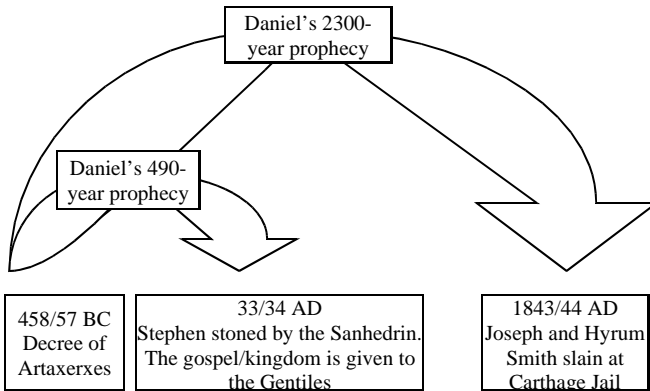 Daniel's 2300-
year prophecy
Daniel's 490-
year prophecy
458/57 BC
Decree of
Artaxerxes
33/34 AD
Stephen stoned by the Sanhedrin.
The gospel/kingdom is given to
the Gentiles
1843/44 AD
Joseph and Hyrum
Smith slain at
Carthage Jail